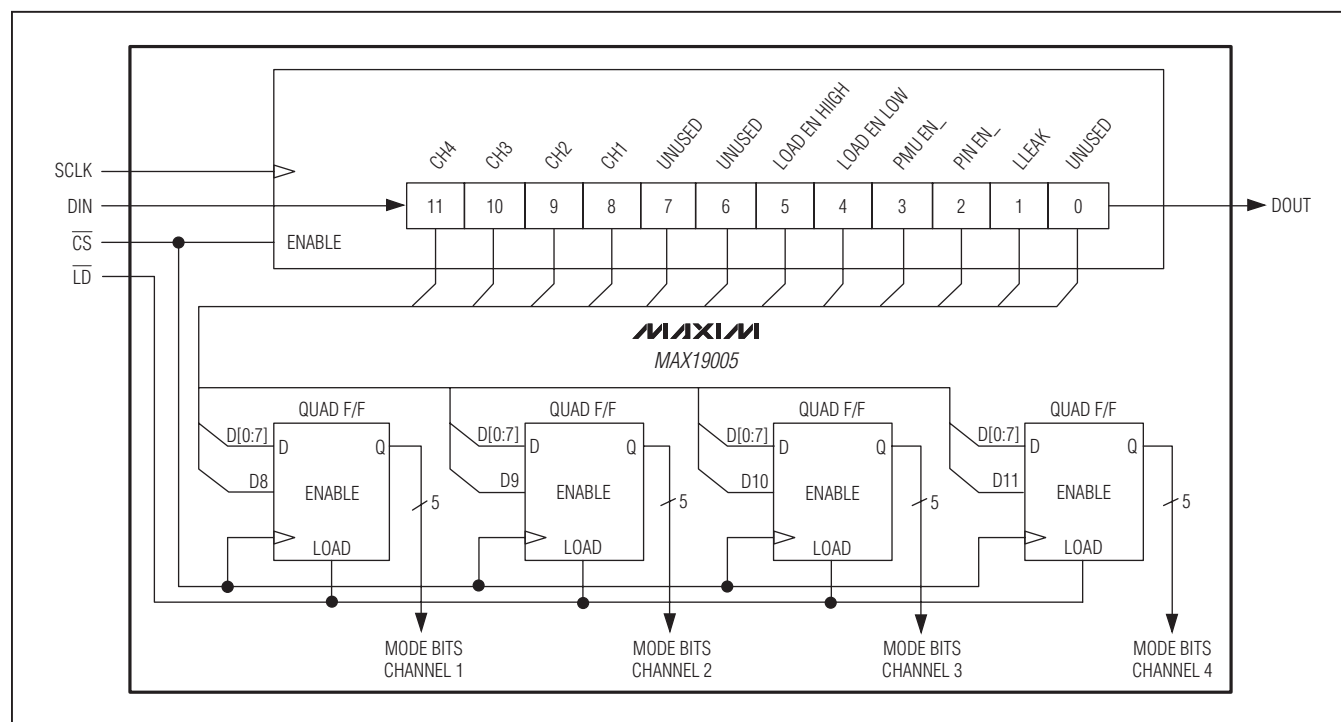 CH4
CH3
CH2
CH1
UNUSED
UNUSED
LOAD EN HIIGH
LOAD EN LOW
PMU EN_
PIN EN_
LLEAK
UNUSED
SCLK
DIN
11 10 9 8 7 6 5 4 3 2 1 0
DOUT
CS
ENABLE
LD
MAXIM
MAX19005
QUAD F/F QUAD F/F QUAD F/F QUAD F/F
D[0:7] D Q D[0:7] D Q D[0:7] D Q D[0:7] D Q
D8 ENABLE 5 D9 ENABLE 5 D10 ENABLE 5 D11 ENABLE 5
LOAD LOAD LOAD LOAD
MODE BITS
CHANNEL 1
MODE BITS
CHANNEL 2
MODE BITS
CHANNEL 3
MODE BITS
CHANNEL 4